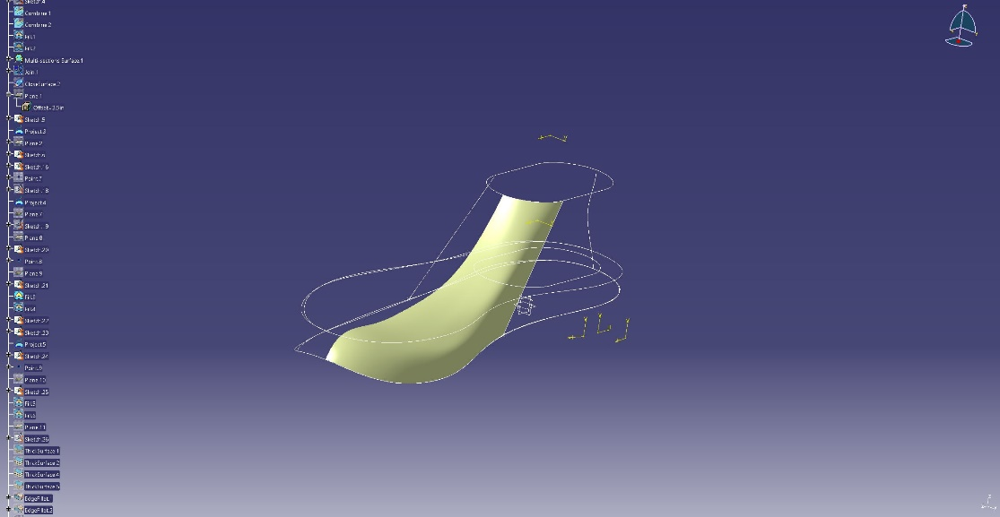 Sketch.4
Combine.1
Combine.2
Fill.1
Fill.2
Multi-sections Surface.1
Join.1
CloseSurface.2
Plane.1
Sketch.5
Project.3
Plane.2
Sketch.6
Sketch.16
Point.7
Sketch.18
Project.4
Plane.7
Sketch.19
Plane.8
Sketch.20
Point.8
Plane.9
Sketch.21
Fill.3
Fill.4
Sketch.22
Sketch.23
Project.5
Sketch.24
Point.9
Plane.10
Sketch.25
Fill.5
Fill.6
Plane.11
Sketch.26
ThickSurface.1
ThickSurface.2
ThickSurface.4
ThickSurface.5
EdgeFillet.1
EdgeFillet.2